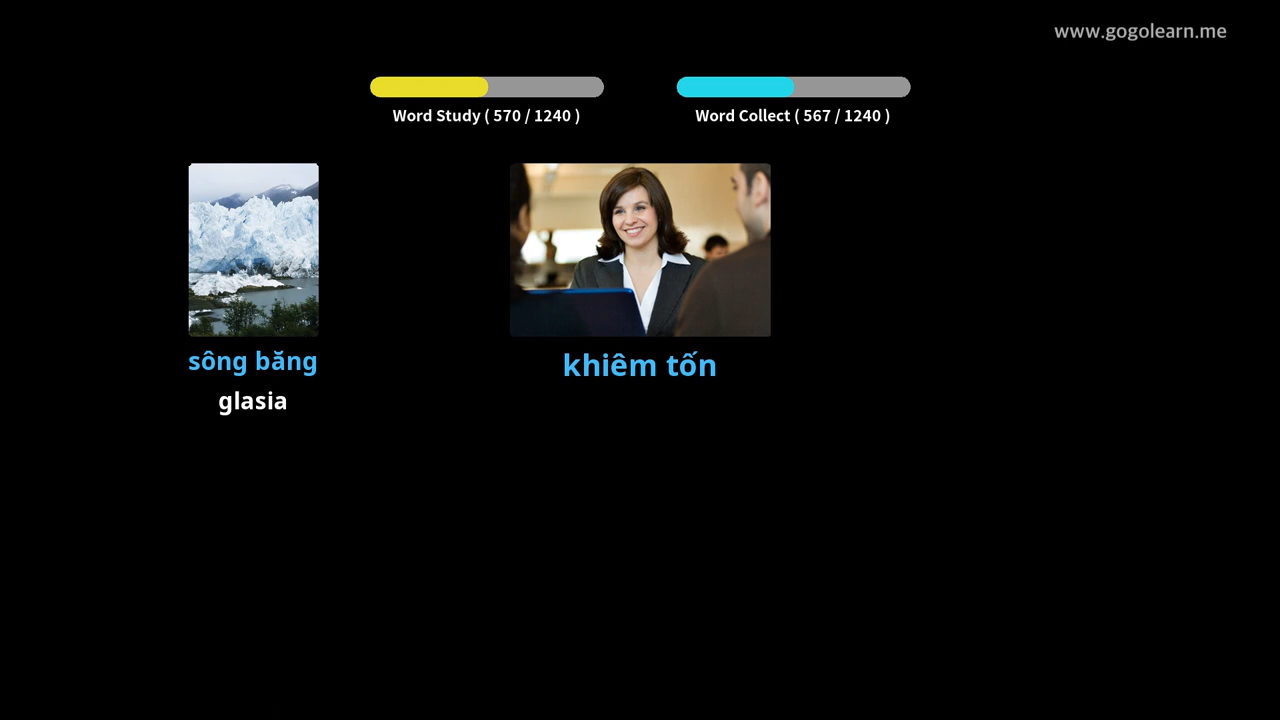 www.gogolearn.me
Word Study ( 570 / 1240 )
Word Collect ( 567 / 1240 )
sông băng
glasia
khiêm tốn